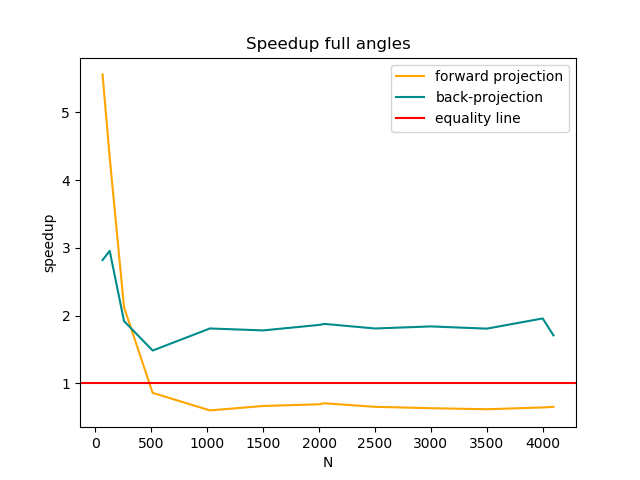 Speedup full angles
forward projection
back-projection
equality line
speedup
5
4
3
2
1
0 500 1000 1500 2000 2500 3000 3500 4000
N